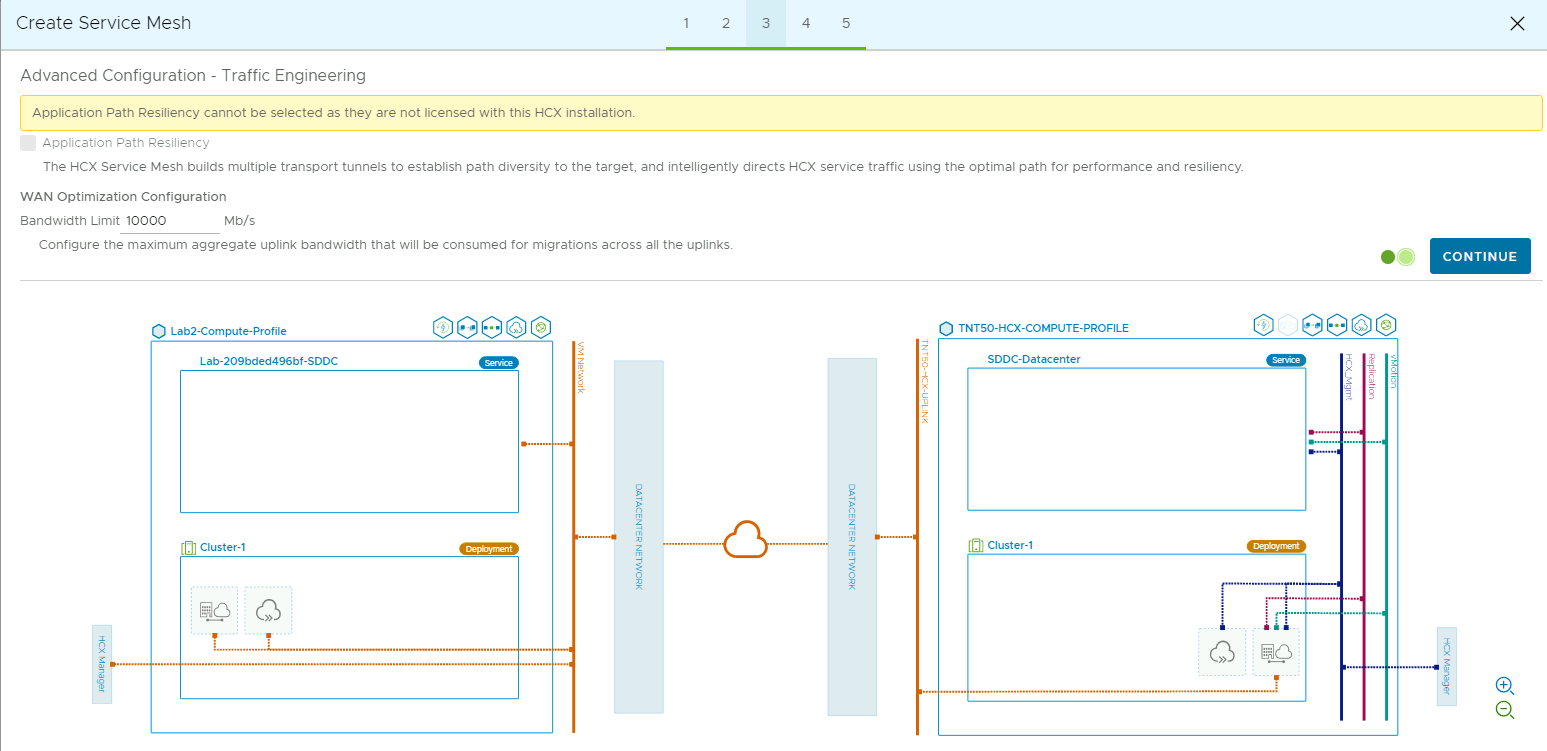 Create Service Mesh
1 2 3 4 5
Advanced Configuration - Traffic Engineering
Application Path Resiliency cannot be selected as they are not licensed with this HCX installation.
Application Path Resiliency
The HCX Service Mesh builds multiple transport tunnels to establish path diversity to the target, and intelligently directs HCX service traffic using the optimal path for performance and resiliency.
WAN Optimization Configuration
Bandwidth Limit 10000 Mb/s
Configure the maximum aggregate uplink bandwidth that will be consumed for migrations across all the uplinks.
CONTINUE
Lab2-Compute-Profile
Lab-209bded496bf-SDDC
Service
VM Network
Cluster-1
Deployment
HCX Manager
DATACENTER NETWORK
DATACENTER NETWORK
TNT50-HCX-UPLINK
TNT50-HCX-COMPUTE-PROFILE
SDDC-Datacenter
Service
HCX_Mgmt
Replication
vMotion
Cluster-1
Deployment
HCX Manager